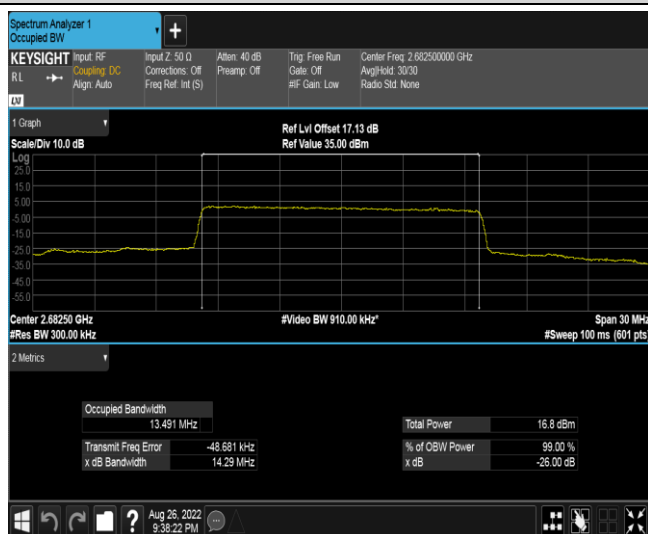 Spectrum Analyzer 1
Occupied BW
+
KEYSIGHT
R L
LXI
Input: RF
Coupling: DC
Align: Auto
Input Z: 50 Ω
Corrections: Off
Freq Ref: Int (S)
Atten: 40 dB
Preamp: Off
Trig: Free Run
Gate: Off
#IF Gain: Low
Center Freq: 2.682500000 GHz
Avg|Hold: 30/30
Radio Std: None
1 Graph
Scale/Div 10.0 dB
Ref Lvl Offset 17.13 dB
Ref Value 35.00 dBm
Log
25.0
15.0
5.00
-5.00
-15.0
-25.0
-35.0
-45.0
-55.0
Center 2.68250 GHz
#Video BW 910.00 kHz*
Span 30 MHz
#Res BW 300.00 kHz
#Sweep 100 ms (601 pts)
2 Metrics
Occupied Bandwidth
13.491 MHz
Total Power 16.8 dBm
Transmit Freq Error -48.681 kHz
% of OBW Power 99.00 %
x dB Bandwidth 14.29 MHz
x dB -26.00 dB
?
Aug 26, 2022
9:38:22 PM